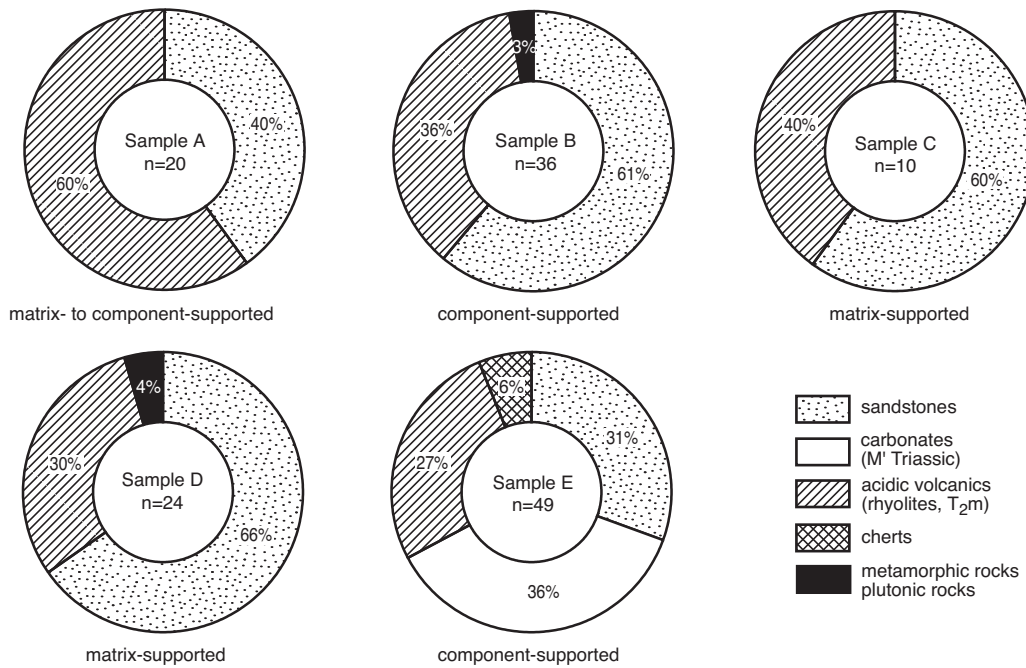 40%
Sample A
n=20
60%
matrix- to component-supported
3%
36%
Sample B
n=36
61%
component-supported
40%
Sample C
n=10
60%
matrix-supported
4%
30%
Sample D
n=24
66%
matrix-supported
6%
31%
27%
Sample E
n=49
36%
component-supported
sandstones
carbonates
(M' Triassic)
acidic volcanics
(rhyolites, T₂m)
cherts
metamorphic rocks
plutonic rocks